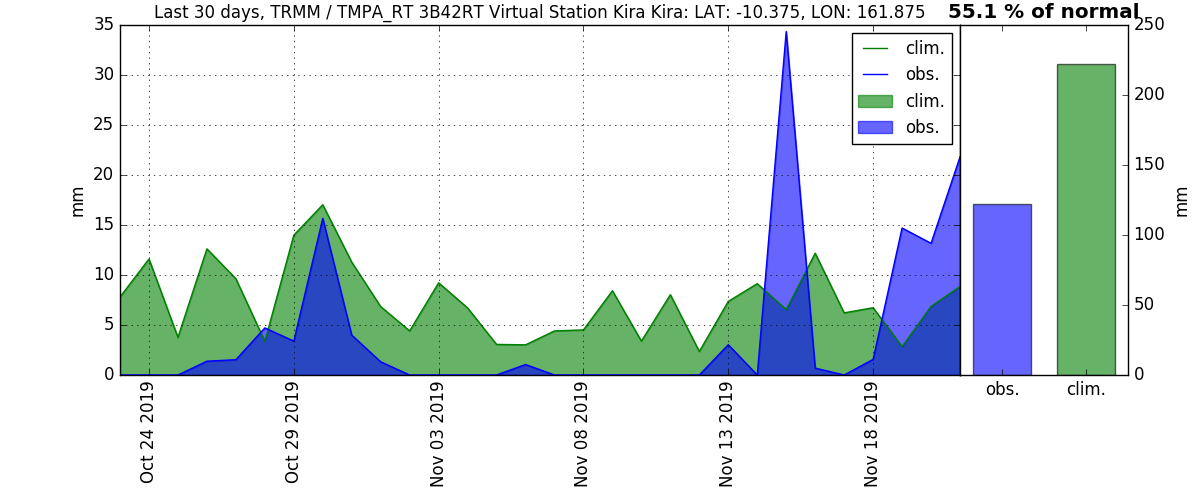 Last 30 days, TRMM / TMPA_RT 3B42RT Virtual Station Kira Kira: LAT: -10.375, LON: 161.875
55.1 % of normal
mm
35
30
25
20
15
10
5
0
Oct 24 2019
Oct 29 2019
Nov 03 2019
Nov 08 2019
Nov 13 2019
Nov 18 2019
clim.
obs.
clim.
obs.
250
200
150
100
50
0
mm
obs.
clim.